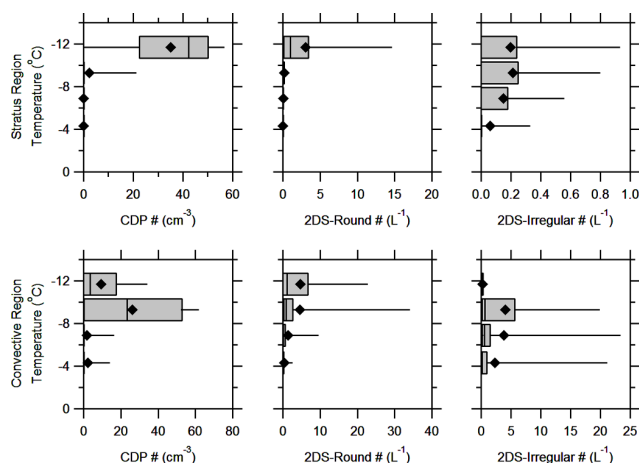 Stratus Region
Temperature (°C)
-12
-8
-4
0
0 20 40 60
CDP # (cm-3)
0 5 10 15 20
2DS-Round # (L-1)
0.0 0.2 0.4 0.6 0.8 1.0
2DS-Irregular # (L-1)
Convective Region
Temperature (°C)
-12
-8
-4
0
0 20 40 60 80
CDP # (cm-3)
0 10 20 30 40
2DS-Round # (L-1)
0 5 10 15 20 25
2DS-Irregular # (L-1)